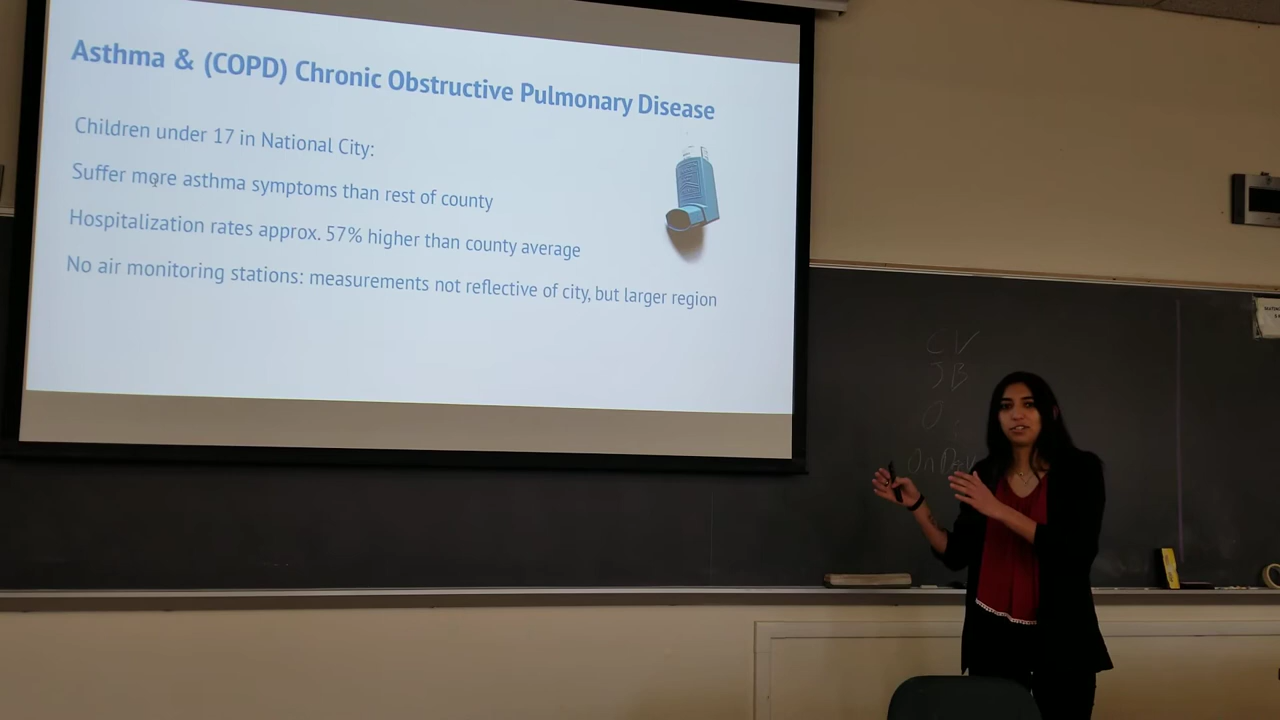 Asthma & (COPD) Chronic Obstructive Pulmonary Disease
Children under 17 in National City:
Suffer more asthma symptoms than rest of county
Hospitalization rates approx. 57% higher than county average
No air monitoring stations: measurements not reflective of city, but larger region
CV
JB